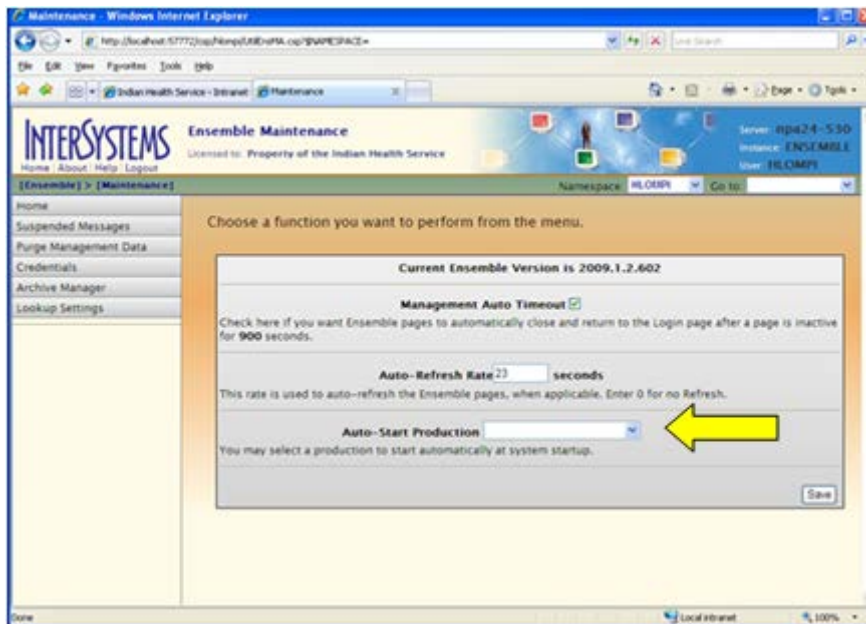 Maintenance - Windows Internet Explorer
File Edit View Favorites Tools Help
Indian Health Service - Intranet
Maintenance
Page
Tools
INTERSYSTEMS
Home | About | Help | Logout
Ensemble Maintenance
Licensed to: Property of the Indian Health Service
Server: npa24-530
Instance: ENSEMBLE
User: HLOMPI
[Ensemble] > [Maintenance]
Namespace: HLOMPI
Go to:
Home
Suspended Messages
Purge Management Data
Credentials
Archive Manager
Lookup Settings
Choose a function you want to perform from the menu.
Current Ensemble Version is 2009.1.2.602
Management Auto Timeout
Check here if you want Ensemble pages to automatically close and return to the Login page after a page is inactive
for 900 seconds.
Auto-Refresh Rate 23 seconds
This rate is used to auto-refresh the Ensemble pages, when applicable. Enter 0 for no Refresh.
Auto-Start Production
You may select a production to start automatically at system startup.
Save
Done
Local intranet
100%